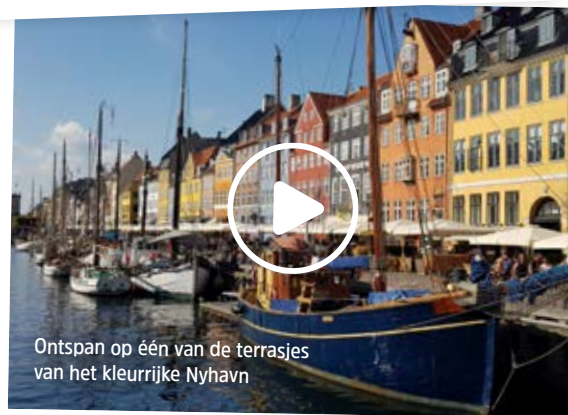 Ontspan op één van de terrasjes
van het kleurrijke Nyhavn